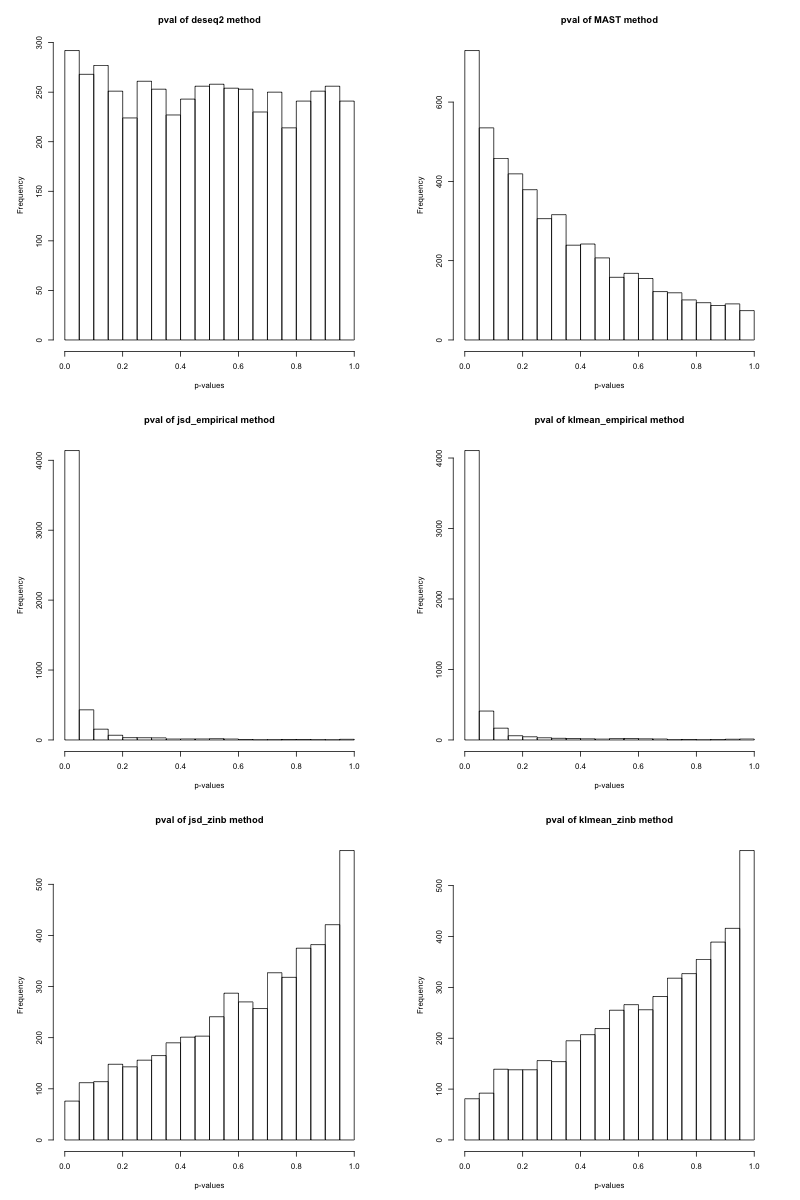 pval of deseq2 method
Frequency
0
50
100
150
200
250
300
0.0 0.2 0.4 0.6 0.8 1.0
p-values
pval of MAST method
Frequency
0
200
400
600
0.0 0.2 0.4 0.6 0.8 1.0
p-values
pval of jsd_empirical method
Frequency
0
1000
2000
3000
4000
0.0 0.2 0.4 0.6 0.8 1.0
p-values
pval of klmean_empirical method
Frequency
0
1000
2000
3000
4000
0.0 0.2 0.4 0.6 0.8 1.0
p-values
pval of jsd_zinb method
Frequency
0
100
200
300
400
500
0.0 0.2 0.4 0.6 0.8 1.0
p-values
pval of klmean_zinb method
Frequency
0
100
200
300
400
500
0.0 0.2 0.4 0.6 0.8 1.0
p-values